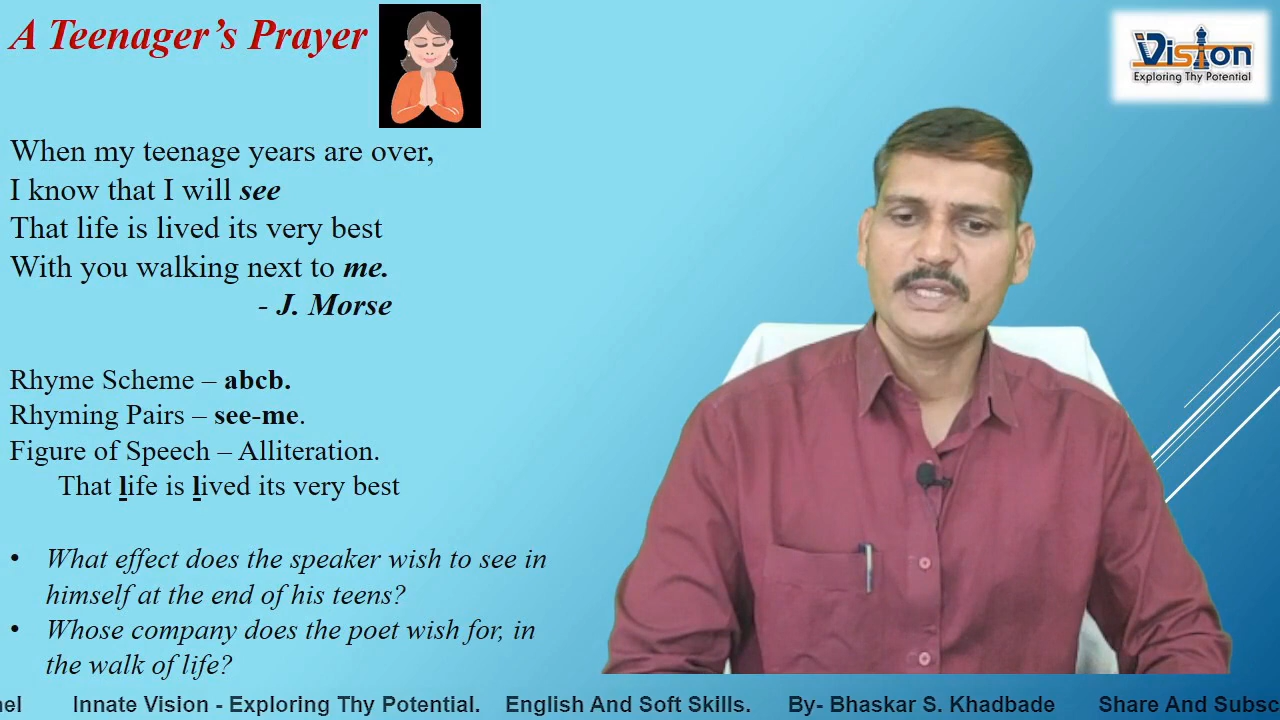 A Teenager's Prayer
Vision
Exploring Thy Potential
When my teenage years are over,
I know that I will see
That life is lived its very best
With you walking next to me.
- J. Morse
Rhyme Scheme – abcb.
Rhyming Pairs – see-me.
Figure of Speech – Alliteration.
That life is lived its very best
• What effect does the speaker wish to see in
himself at the end of his teens?
• Whose company does the poet wish for, in
the walk of life?
nel Innate Vision - Exploring Thy Potential. English And Soft Skills. By- Bhaskar S. Khadbade Share And Subsc